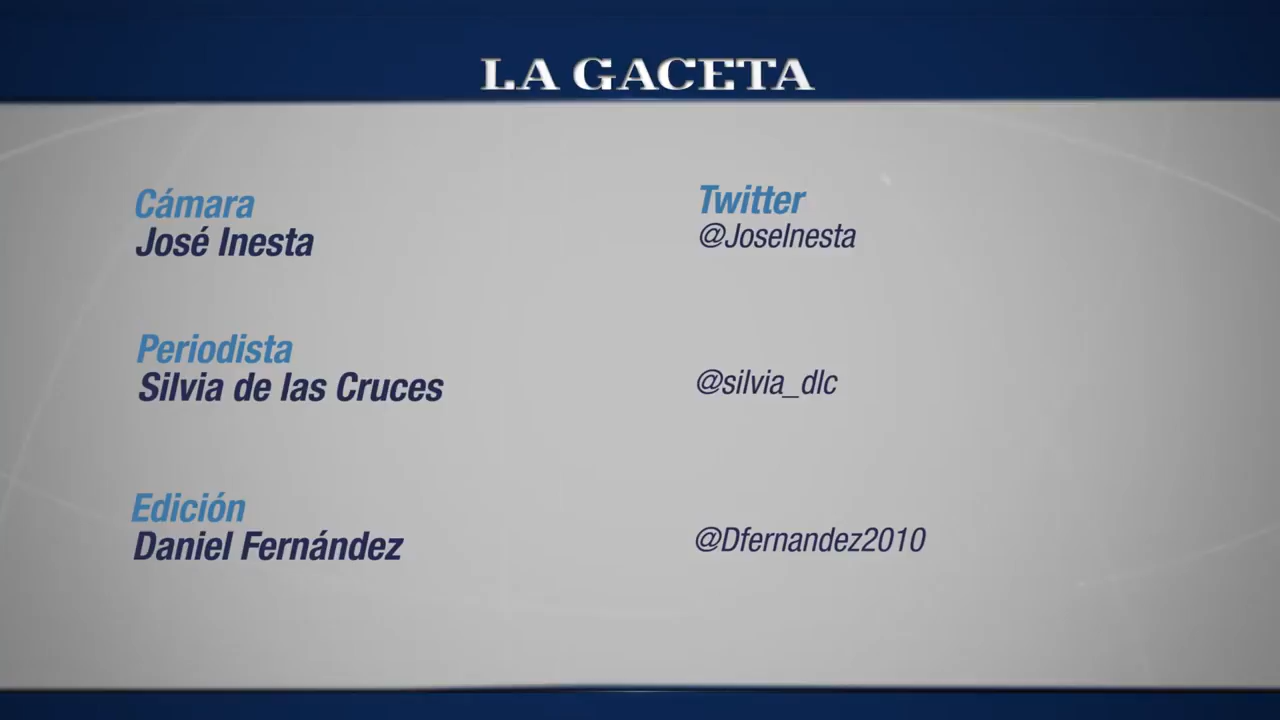 LA GACETA
Cámara
José Inesta
Twitter
@JoseInesta
Periodista
Silvia de las Cruces
@silvia_dlc
Edición
Daniel Fernández
@Dfernandez2010